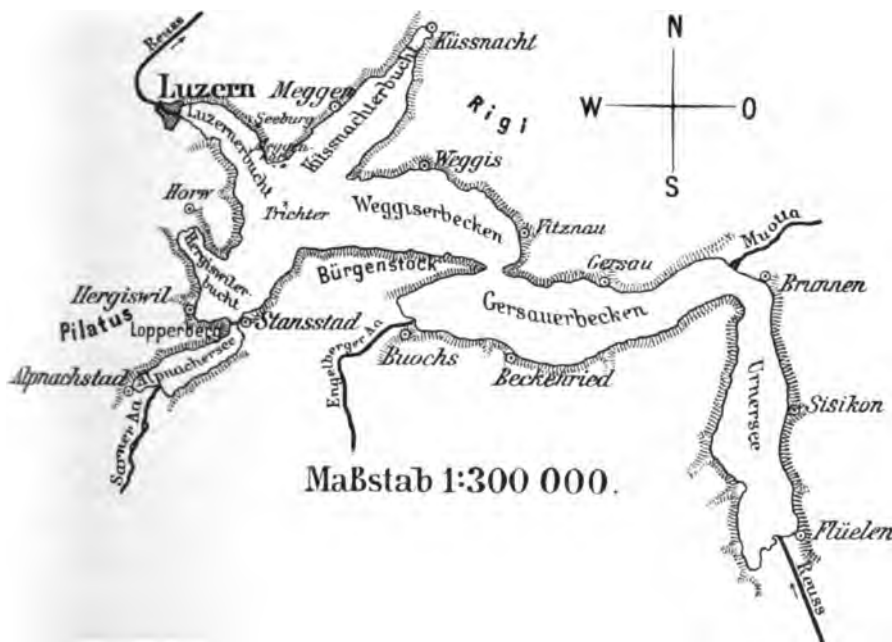 Reuss
Küssnacht
N
Luzern
Meggen
Seeburg
Luzernerbucht
Küssnachterbucht
Rigi
W
O
S
Weggis
Horw
Trichter
Weggiserbecken
Fitznau
Muotta
Hergiswilerbucht
Bürgenstock
Gersau
Brunnen
Hergiswil
Pilatus
Lopperberg
Stansstad
Gersauerbecken
Engelberger Aa
Buochs
Beckenried
Alpnachstad
Alpnachersee
Sarner Aa
Urnersee
Sisikon
Maßstab 1:300 000.
Flüelen
Reuss